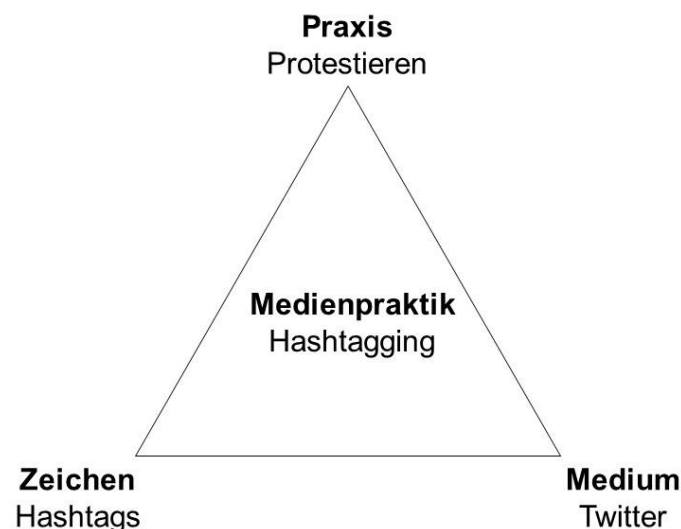 Praxis
Protestieren
Medienpraktik
Hashtagging
Zeichen
Hashtags
Medium
Twitter